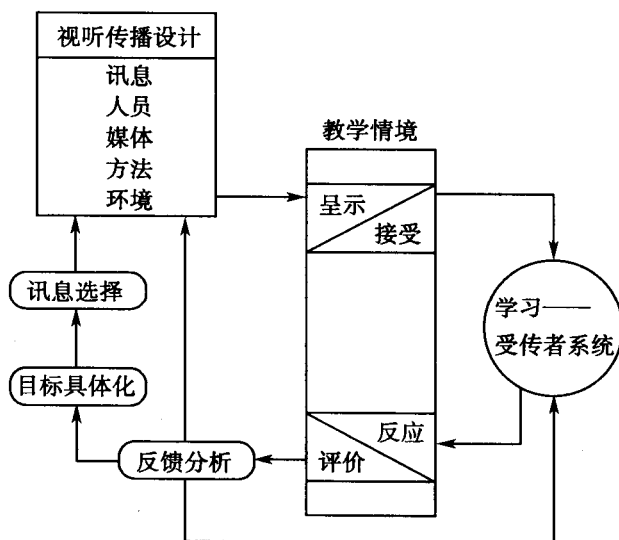 视听传播设计
讯息
人员
媒体
方法
环境
教学情境
呈示
接受
讯息选择
学习——
受传者系统
目标具体化
反应
评价
反馈分析